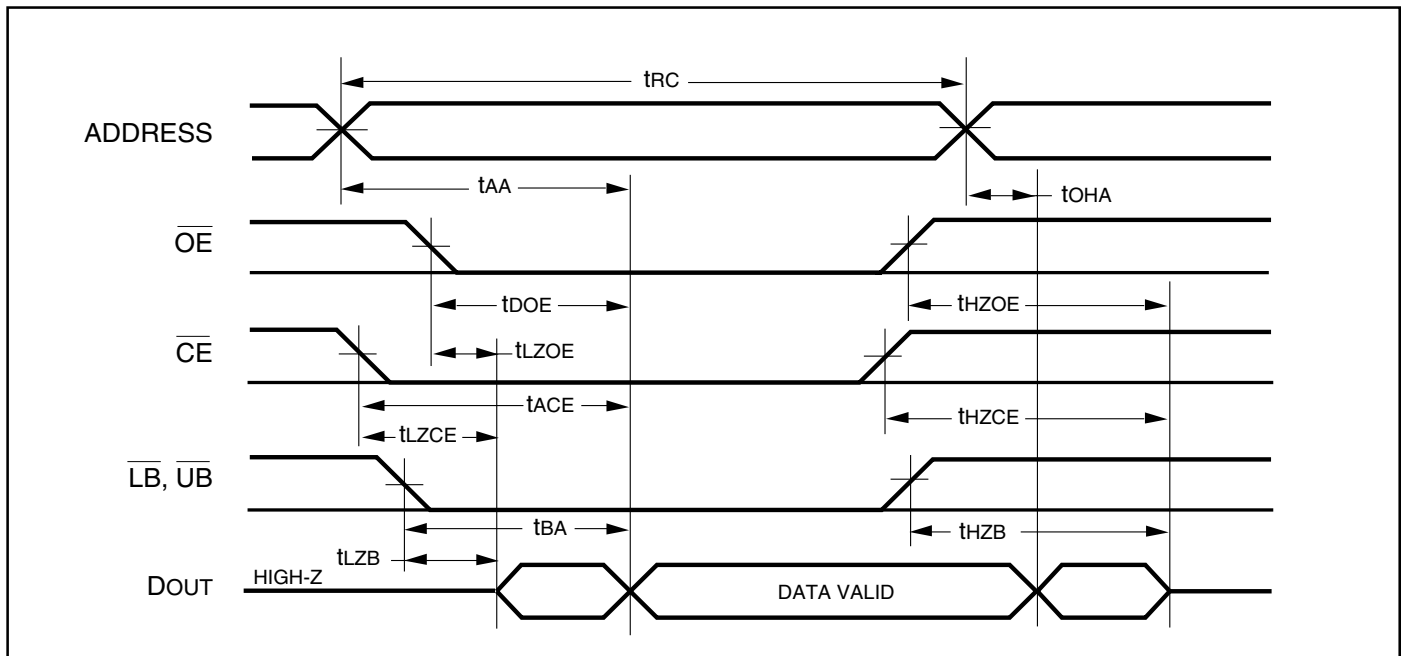 tRC
ADDRESS
tAA
tOHA
OE
tDOE
tHZOE
CE
tLZOE
tACE
tHZCE
tLZCE
LB, UB
tBA
tHZB
tLZB
DOUT HIGH-Z DATA VALID